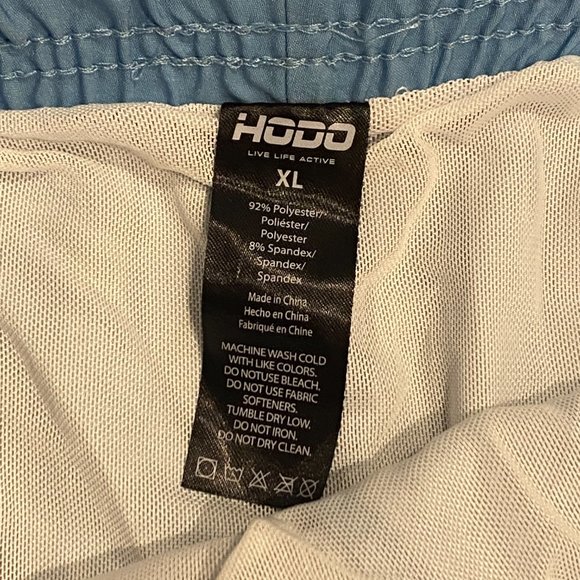 HODO
LIVE LIFE ACTIVE
XL
92% Polyester/
Poliéster/
Polyester
8% Spandex/
Spandex/
Spandex
Made in China
Hecho en China
Fabriqué en Chine
MACHINE WASH COLD
WITH LIKE COLORS.
DO NOTUSE BLEACH.
DO NOT USE FABRIC
SOFTENERS.
TUMBLE DRY LOW.
DO NOT IRON.
DO NOT DRY CLEAN.